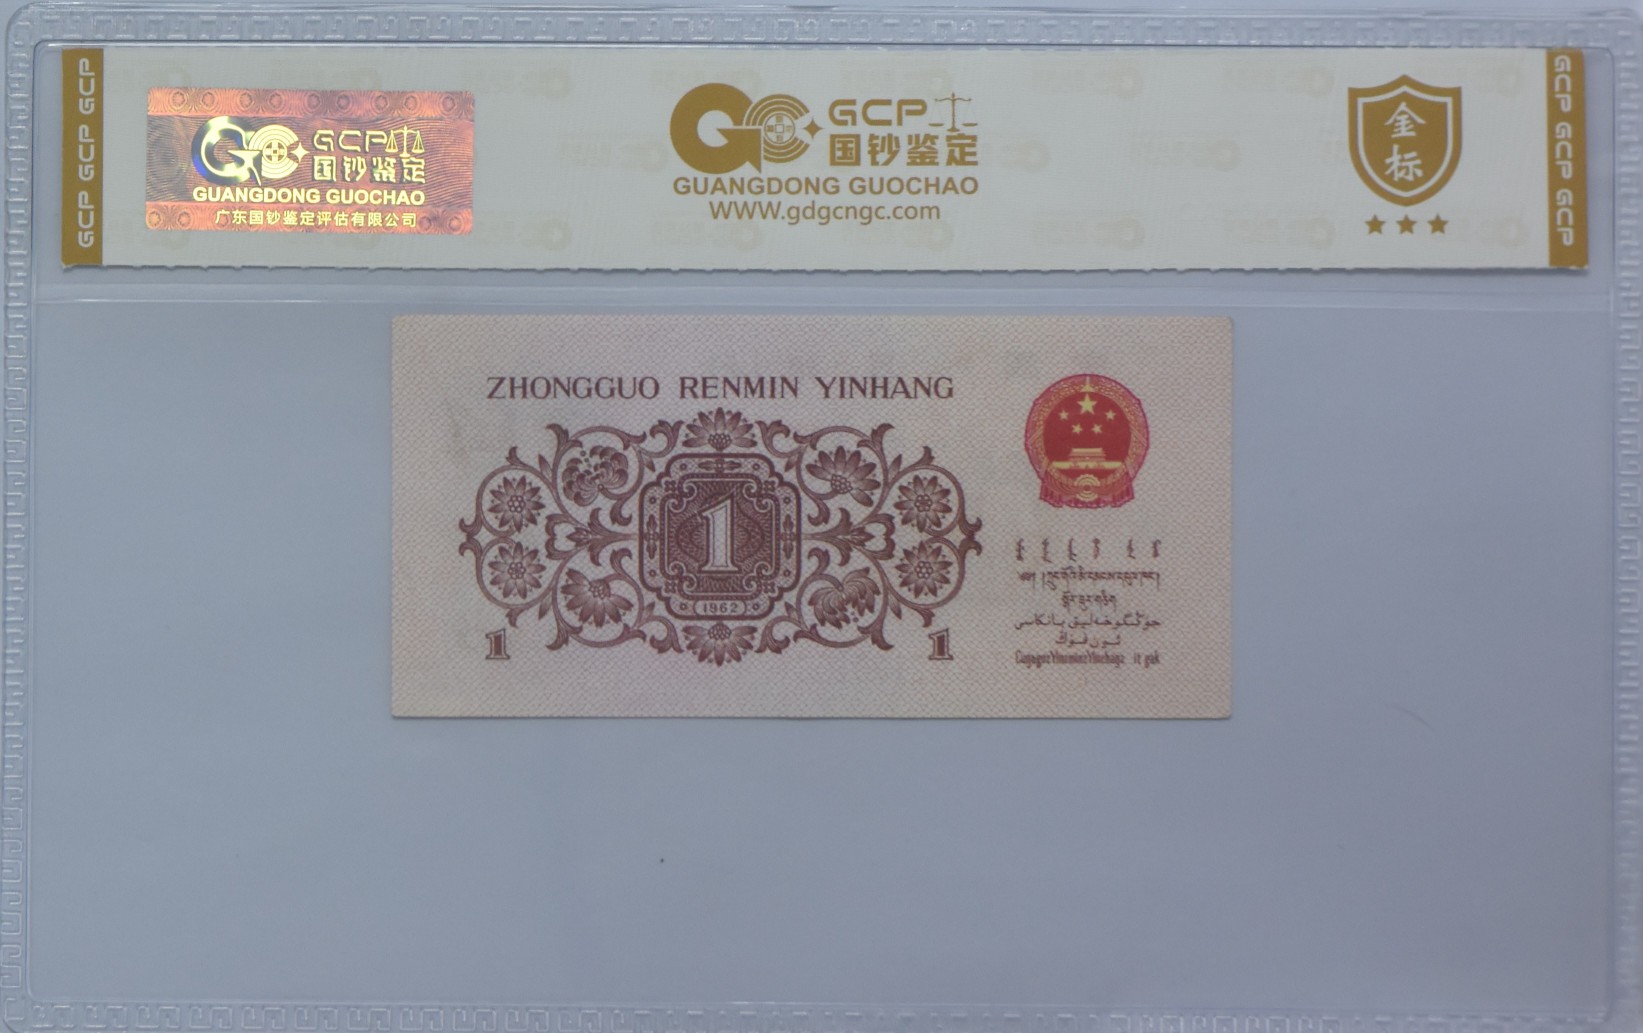 GCP GCP GCP
GCP 国钞鉴定
GUANGDONG GUOCHAO
广东国钞鉴定评估有限公司
GCP
国钞鉴定
GUANGDONG GUOCHAO
WWW.gdgcngc.com
金标
GCP GCP GCP
ZHONGGUO RENMIN YINHANG
1
1962
1
1